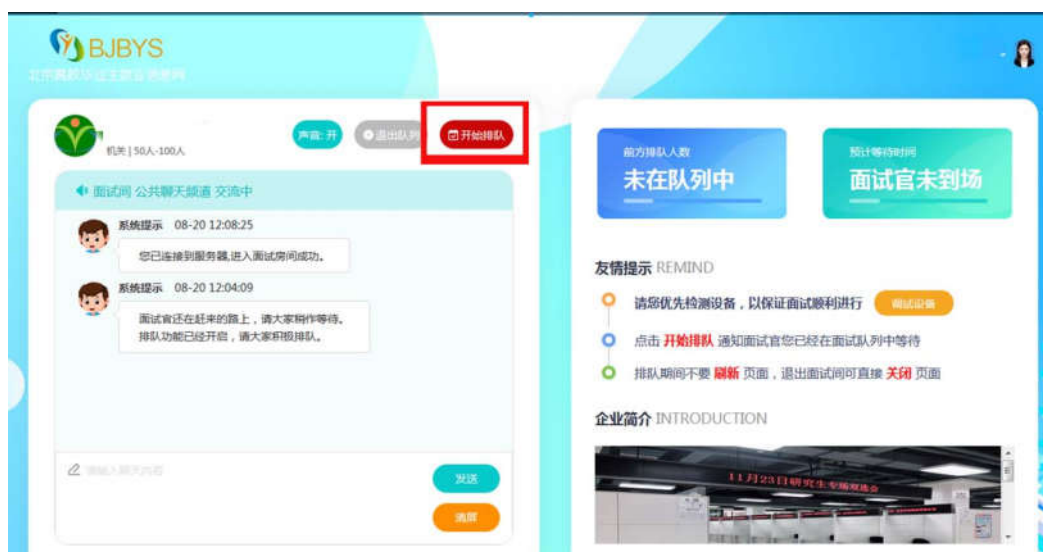 BJBYS
机关 | 50人-100人
声音: 开
退出队列
开始排队
面试间 公共聊天频道 交流中
系统提示 08-20 12:08:25
您已连接到服务器,进入面试房间成功。
系统提示 08-20 12:04:09
面试官还在赶来的路上，请大家稍作等待。
排队功能已经开启，请大家积极排队。
请输入聊天内容
发送
清屏
前方排队人数
未在队列中
预计等待时间
面试官未到场
友情提示 REMIND
请您优先检测设备，以保证面试顺利进行 调试设备
点击 开始排队 通知面试官您已经在面试队列中等待
排队期间不要 刷新 页面，退出面试间可直接 关闭 页面
企业简介 INTRODUCTION
11月23日研究生专场双选会